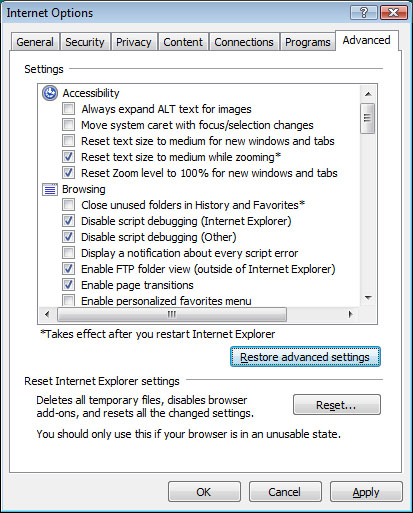 Internet Options
General Security Privacy Content Connections Programs Advanced
Settings
Accessibility
Always expand ALT text for images
Move system caret with focus/selection changes
Reset text size to medium for new windows and tabs
Reset text size to medium while zooming*
Reset Zoom level to 100% for new windows and tabs
Browsing
Close unused folders in History and Favorites*
Disable script debugging (Internet Explorer)
Disable script debugging (Other)
Display a notification about every script error
Enable FTP folder view (outside of Internet Explorer)
Enable page transitions
Enable personalized favorites menu
*Takes effect after you restart Internet Explorer
Restore advanced settings
Reset Internet Explorer settings
Deletes all temporary files, disables browser
add-ons, and resets all the changed settings.
Reset...
You should only use this if your browser is in an unusable state.
OK Cancel Apply